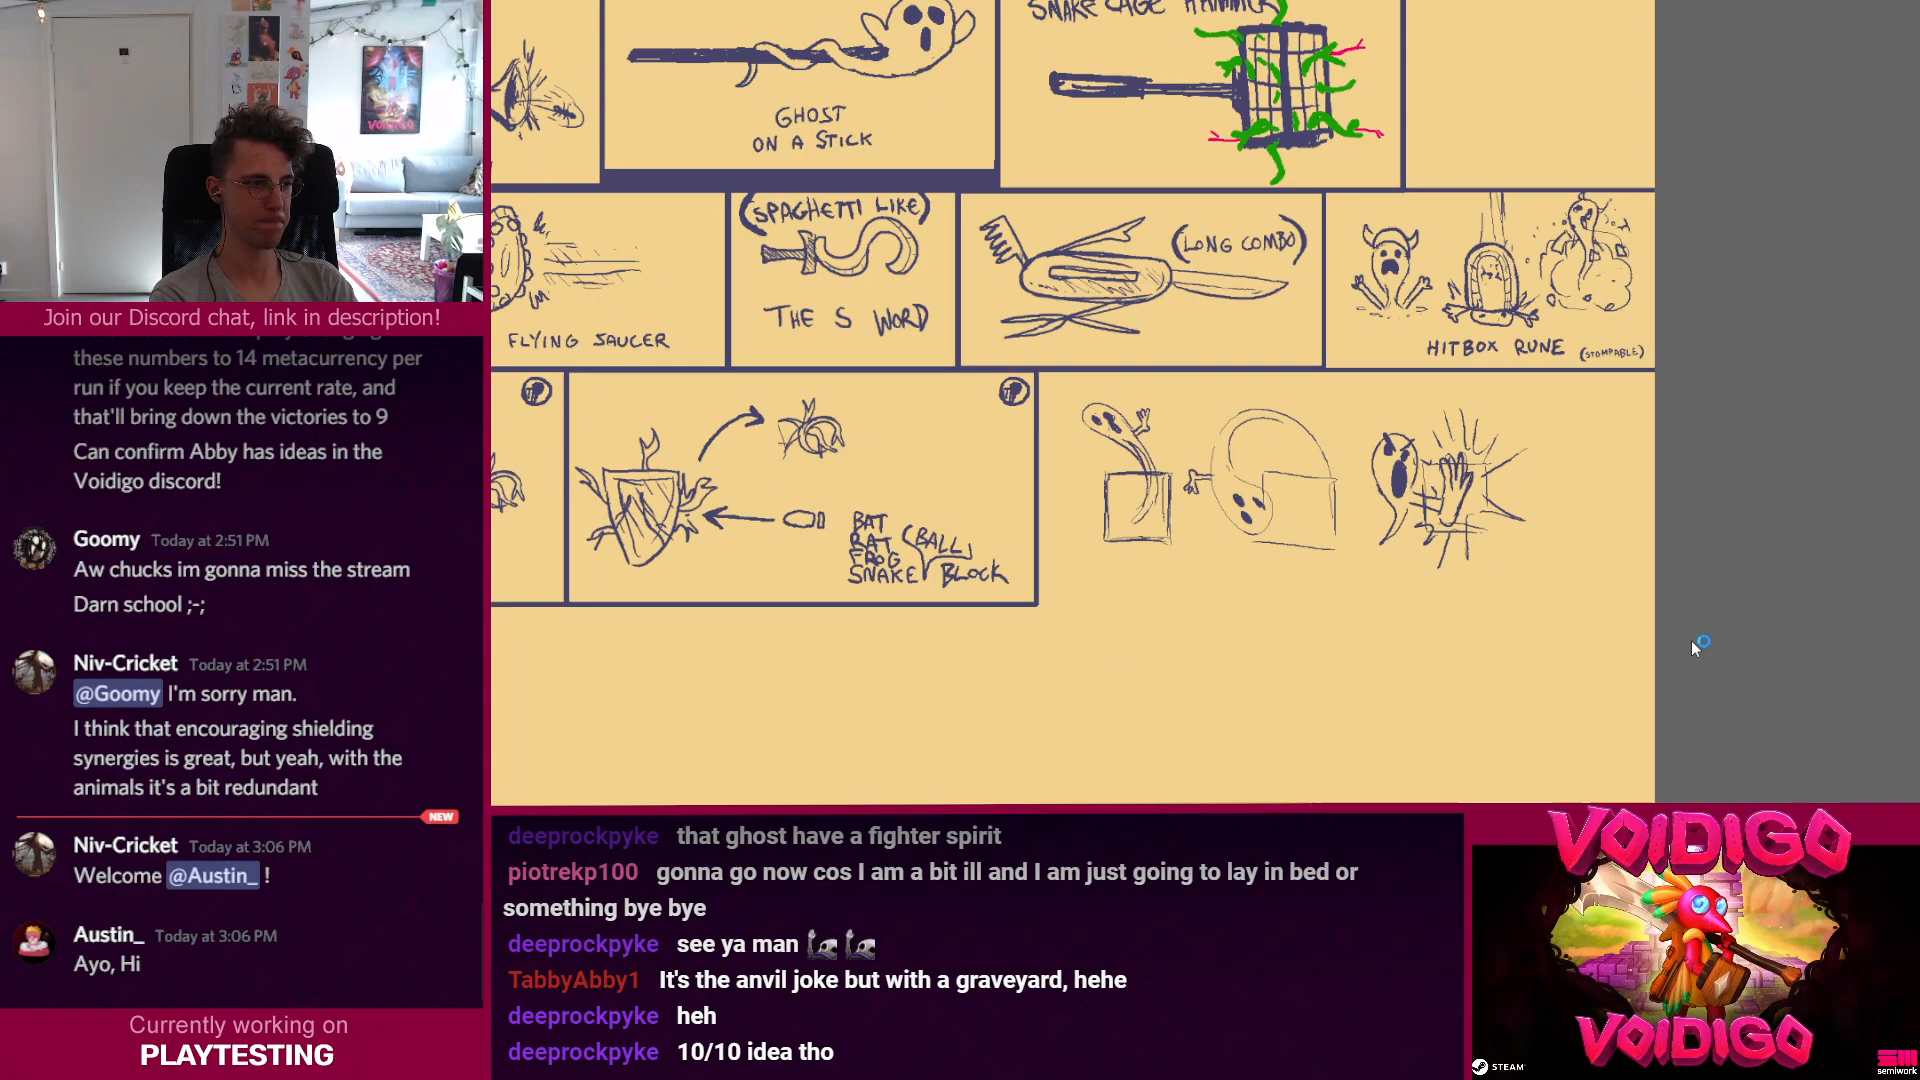 VOIDIGO
SNAKE CAGE HAMMER
GHOST
ON A STICK
(SPAGHETTI LIKE)
THE S WORD
(LONG COMBO)
FLYING SAUCER
HITBOX RUNE (STOMPABLE)
BAT
RAT
FROG
SNAKE
BALL,
BLOCK
Join our Discord chat, link in description!
these numbers to 14 metacurrency per
run if you keep the current rate, and
that'll bring down the victories to 9
Can confirm Abby has ideas in the
Voidigo discord!
Goomy Today at 2:51 PM
Aw chucks im gonna miss the stream
Darn school ;-;
Niv-Cricket Today at 2:51 PM
@Goomy I'm sorry man.
I think that encouraging shielding
synergies is great, but yeah, with the
animals it's a bit redundant
NEW
Niv-Cricket Today at 3:06 PM
Welcome @Austin_ !
Austin_ Today at 3:06 PM
Ayo, Hi
Currently working on
PLAYTESTING
deeprockpyke that ghost have a fighter spirit
piotrekp100 gonna go now cos I am a bit ill and I am just going to lay in bed or
something bye bye
deeprockpyke see ya man
TabbyAbby1 It's the anvil joke but with a graveyard, hehe
deeprockpyke heh
deeprockpyke 10/10 idea tho
VOIDIGO
VOIDIGO
STEAM
semiwork